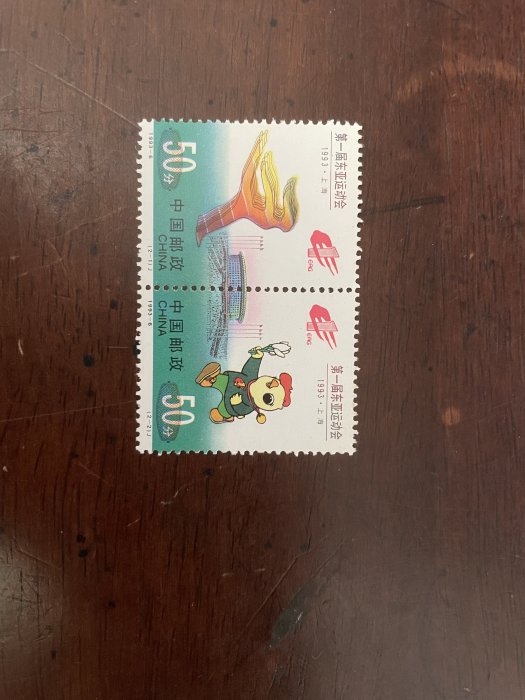 第一届东亚运动会
1993·上海
EAG
50分
中国邮政
CHINA
1993-6
(2-1)J
第一届东亚运动会
1993·上海
EAG
中国邮政
CHINA
50分
1993-6
(2-2)J